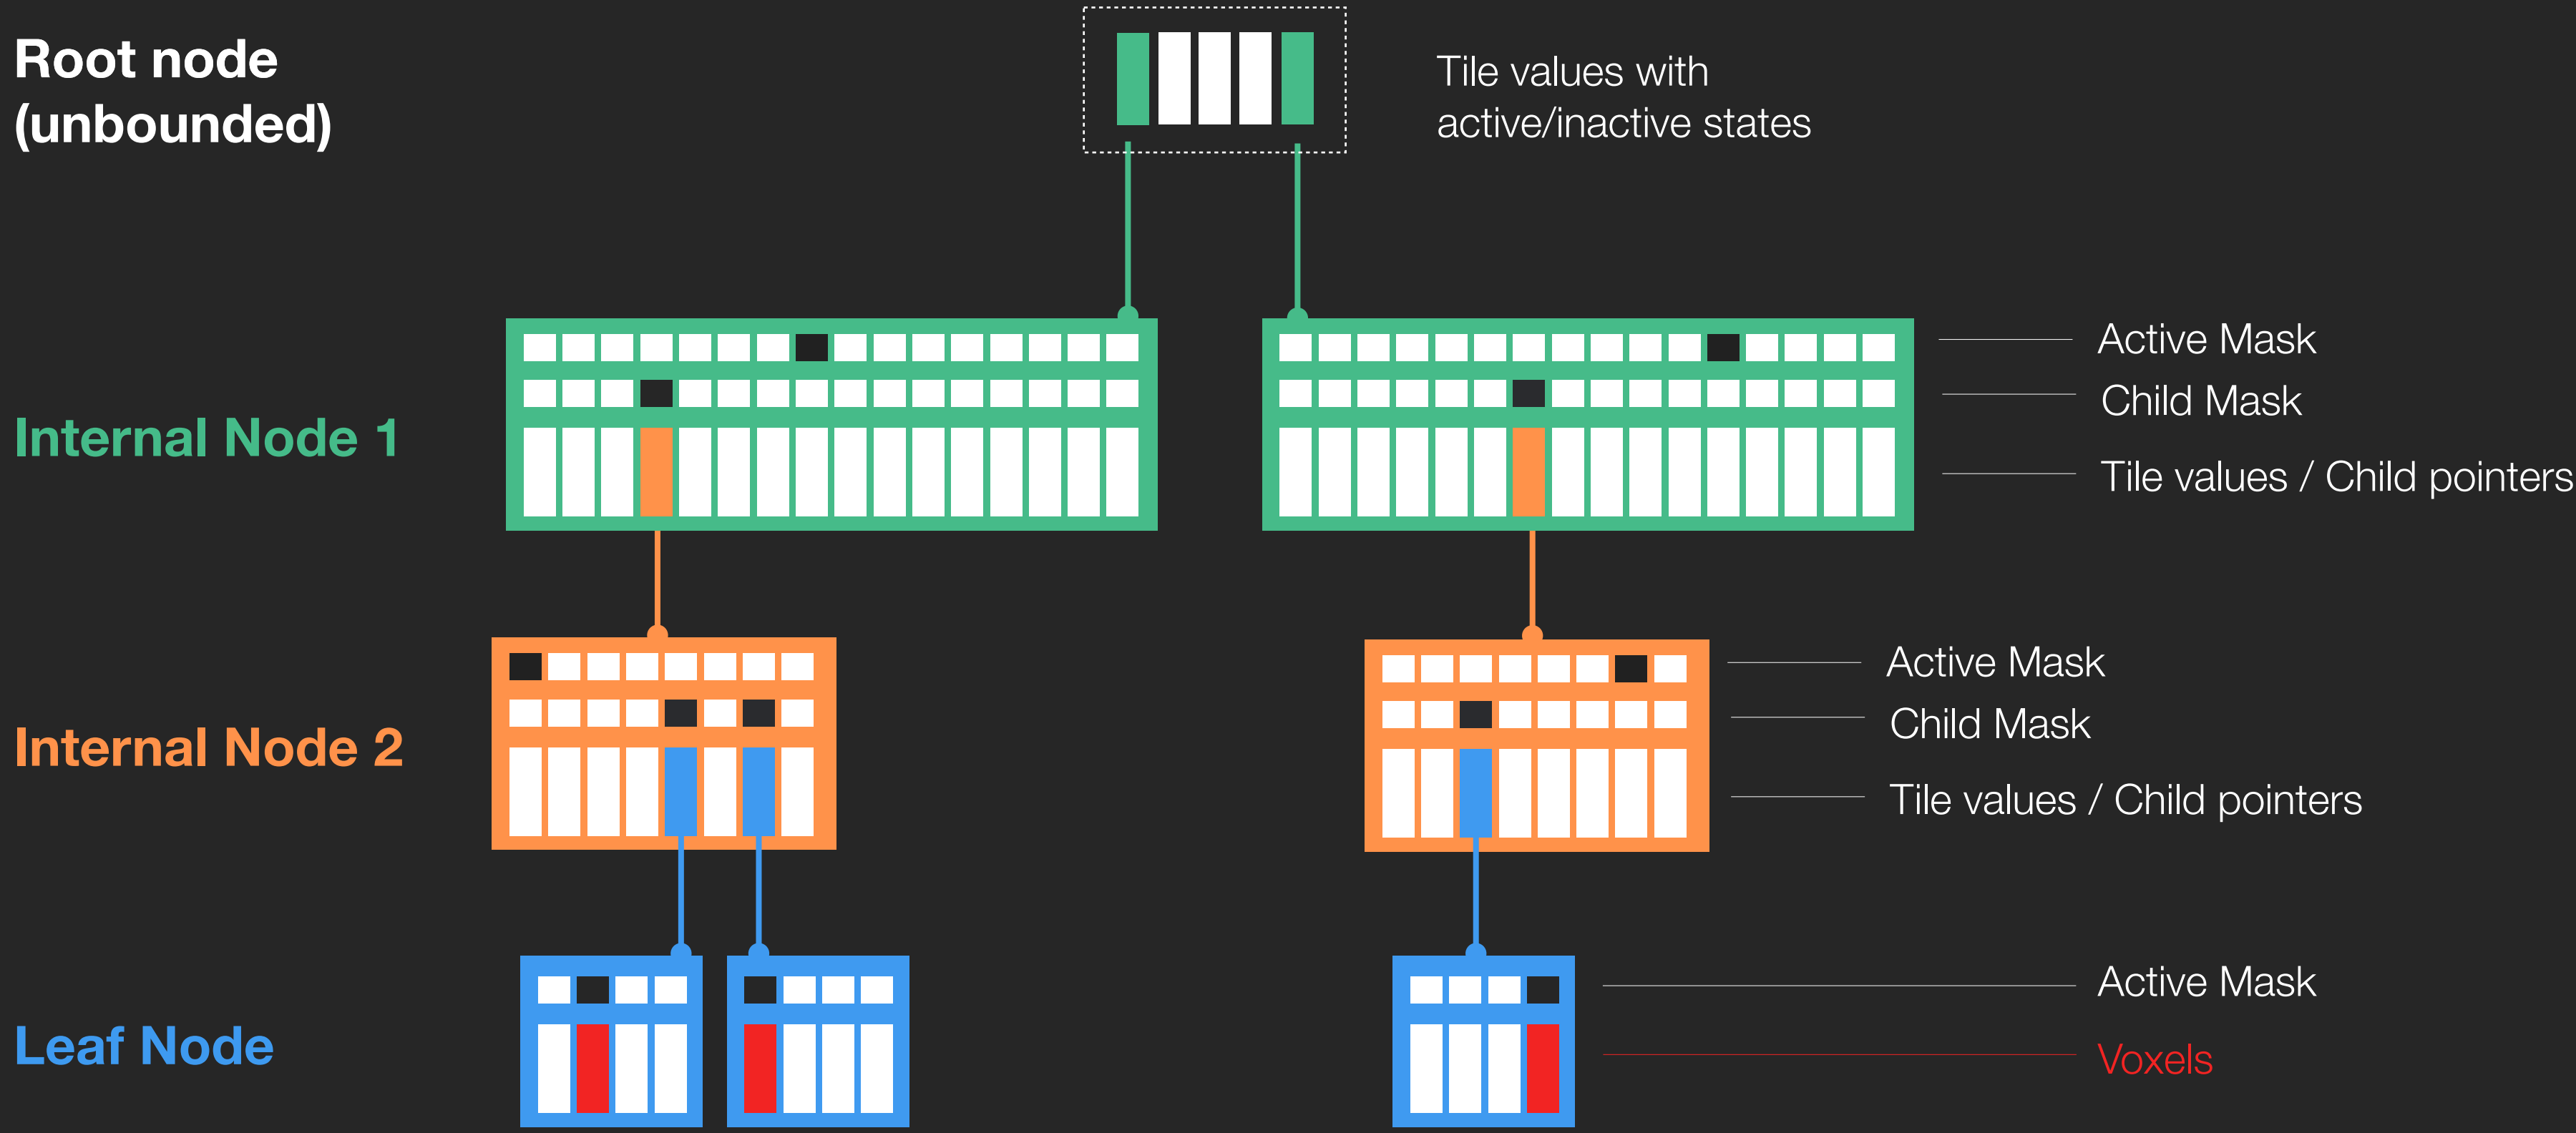 Root node
(unbounded)
Tile values with
active/inactive states
Internal Node 1
Active Mask
Child Mask
Tile values / Child pointers
Internal Node 2
Active Mask
Child Mask
Tile values / Child pointers
Leaf Node
Active Mask
Voxels